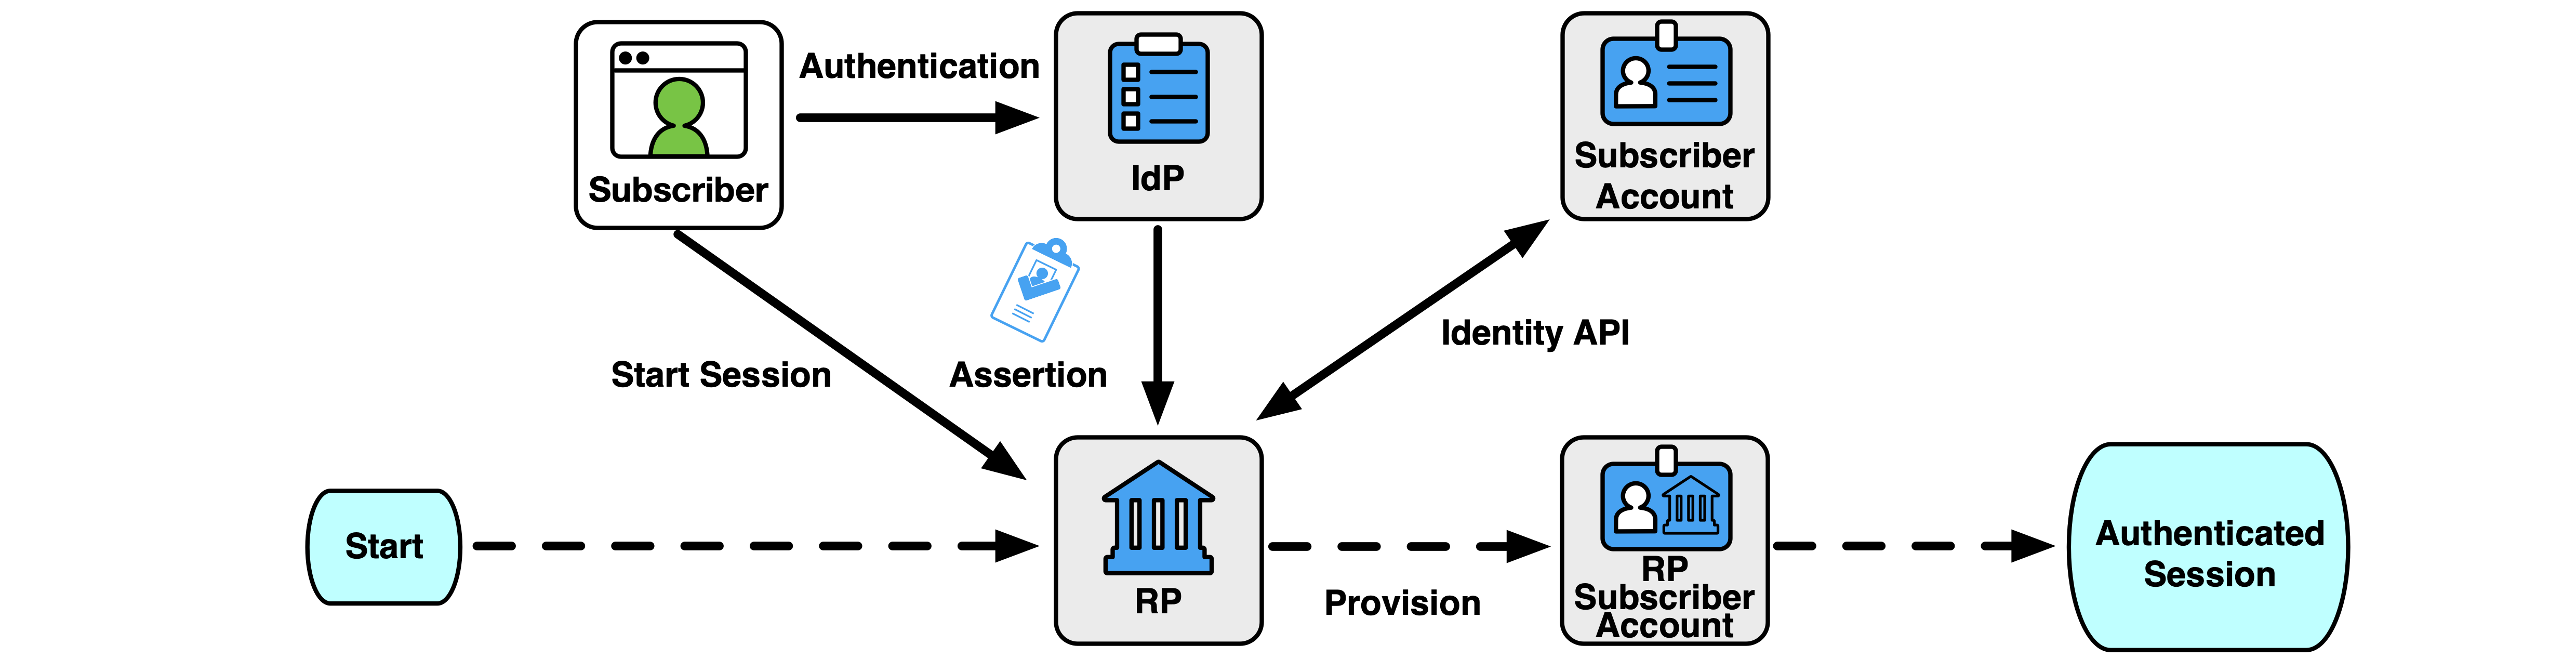 Subscriber
Authentication
IdP
Subscriber
Account
Start Session
Assertion
Identity API
Start
RP
Provision
RP
Subscriber
Account
Authenticated
Session